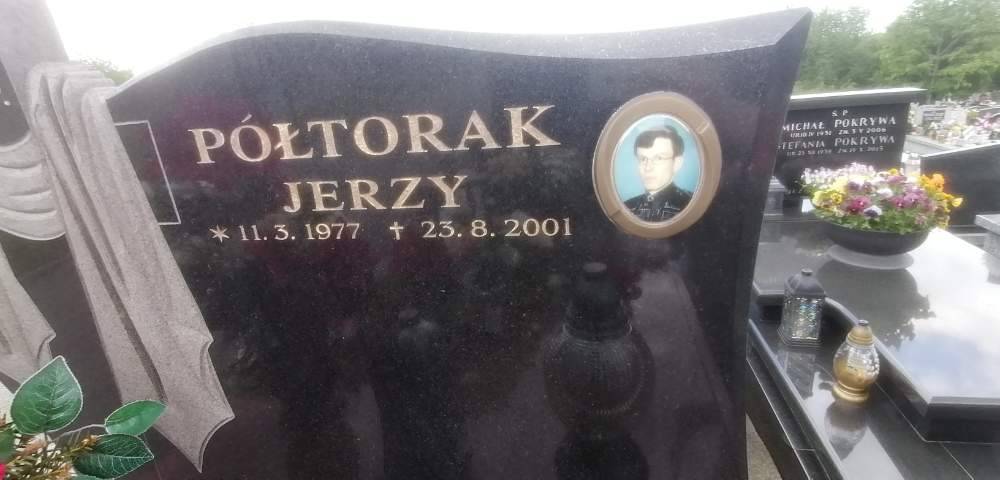 PÓŁTORAK
JERZY
* 11. 3. 1977 † 23. 8. 2001
Ś P
MICHAŁ POKRYWA
STEFANIA POKRYWA